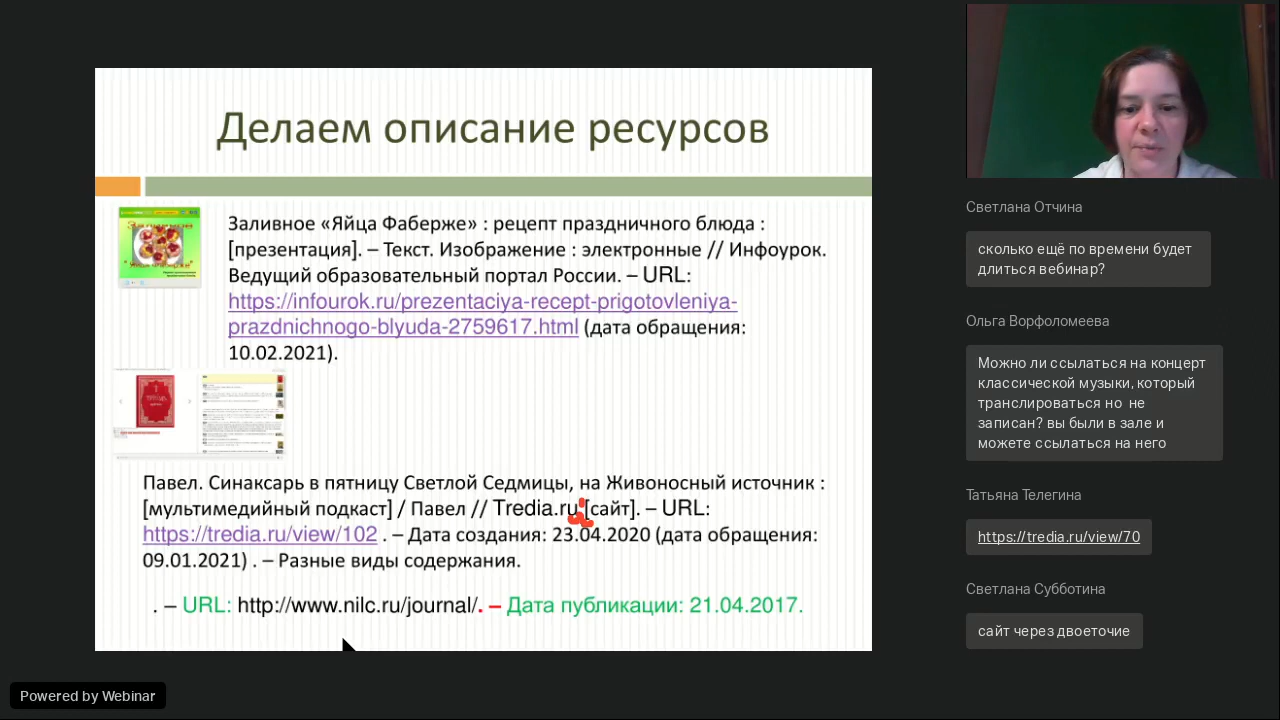 Делаем описание ресурсов
Заливное «Яйца Фаберже» : рецепт праздничного блюда :
[презентация]. – Текст. Изображение : электронные // Инфоурок.
Ведущий образовательный портал России. – URL:
https://infourok.ru/prezentaciya-recept-prigotovleniya-
prazdnichnogo-blyuda-2759617.html (дата обращения:
10.02.2021).
Павел. Синаксарь в пятницу Светлой Седмицы, на Живоносный источник :
[мультимедийный подкаст] / Павел // Tredia.ru [сайт]. – URL:
https://tredia.ru/view/102 . – Дата создания: 23.04.2020 (дата обращения:
09.01.2021) . – Разные виды содержания.
. – URL: http://www.nilc.ru/journal/. – Дата публикации: 21.04.2017.
Светлана Отчина
сколько ещё по времени будет
длиться вебинар?
Ольга Ворфоломеева
Можно ли ссылаться на концерт
классической музыки, который
транслироваться но не
записан? вы были в зале и
можете ссылаться на него
Татьяна Телегина
https://tredia.ru/view/70
Светлана Субботина
сайт через двоеточие
Powered by Webinar